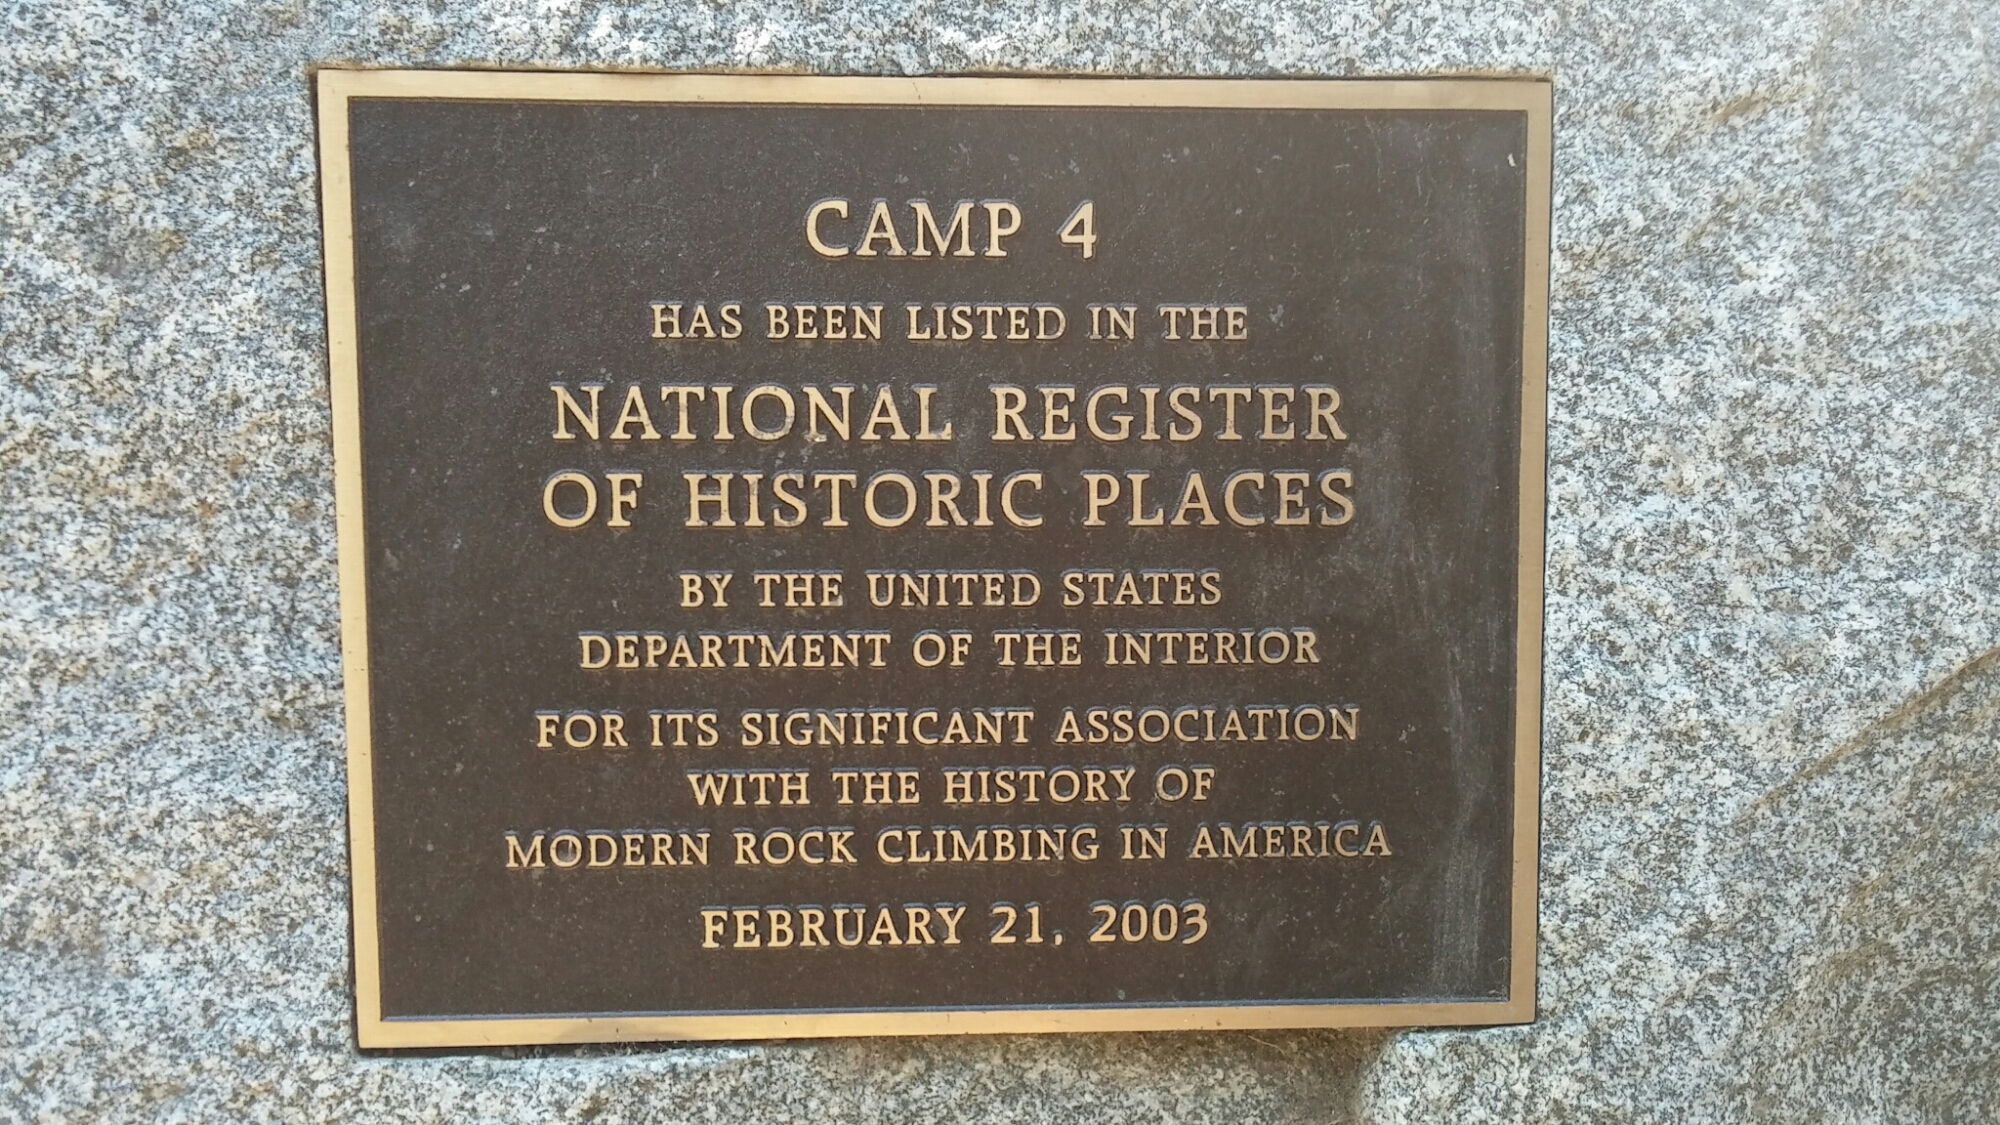 CAMP 4
HAS BEEN LISTED IN THE
NATIONAL REGISTER
OF HISTORIC PLACES
BY THE UNITED STATES
DEPARTMENT OF THE INTERIOR
FOR ITS SIGNIFICANT ASSOCIATION
WITH THE HISTORY OF
MODERN ROCK CLIMBING IN AMERICA
FEBRUARY 21, 2003